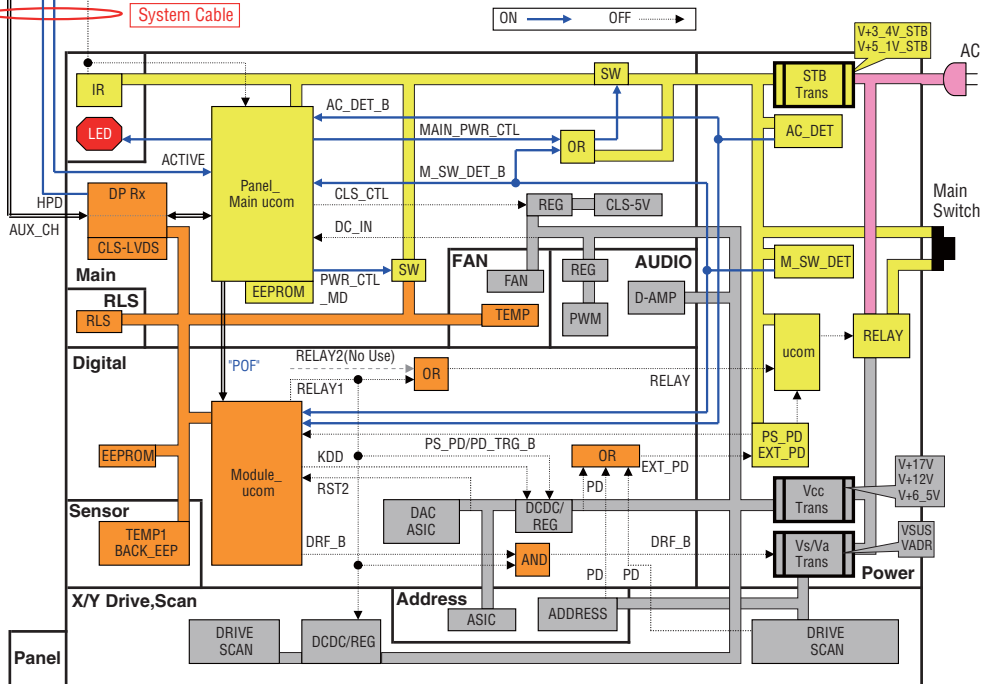 System Cable
ON
OFF
V+3_4V_STB
V+5_1V_STB
AC
IR
SW
STB
Trans
AC_DET_B
LED
MAIN_PWR_CTL
OR
AC_DET
ACTIVE
Panel_
Main ucom
M_SW_DET_B
HPD
DP Rx
CLS_CTL
REG
CLS-5V
Main
Switch
AUX_CH
DC_IN
CLS-LVDS
Main
PWR_CTL
_MD
SW
FAN
FAN
REG
AUDIO
M_SW_DET
EEPROM
D-AMP
RLS
RLS
TEMP
PWM
ucom
RELAY
Digital
"POF"
RELAY2(No Use)
RELAY1
OR
RELAY
EEPROM
Module_
ucom
KDD
PS_PD/PD_TRG_B
OR
EXT_PD
PS_PD
EXT_PD
RST2
PD
V+17V
V+12V
V+6_5V
Sensor
DAC
ASIC
DCDC/
REG
Vcc
Trans
TEMP1
BACK_EEP
DRF_B
AND
DRF_B
Vs/Va
Trans
VSUS
VADR
PD
PD
Power
X/Y Drive,Scan
Address
ASIC
ADDRESS
DRIVE
SCAN
DCDC/REG
DRIVE
SCAN
Panel